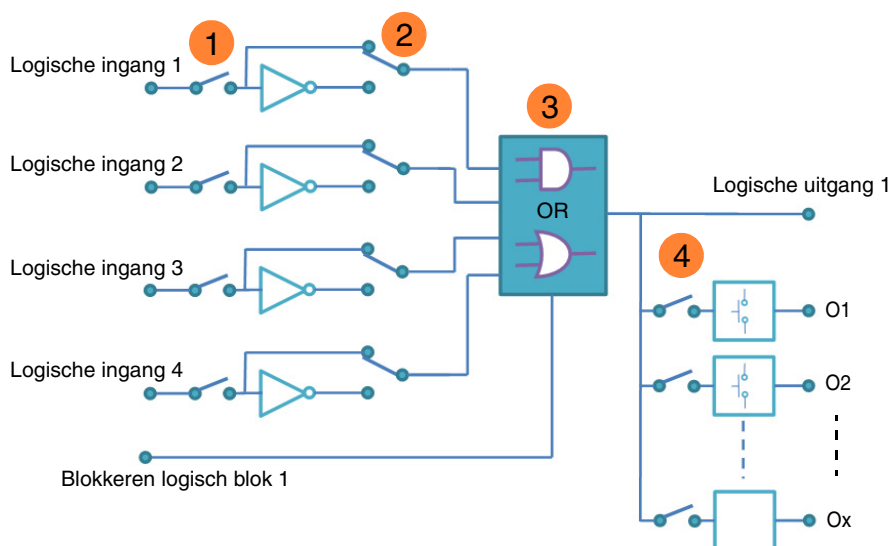 1
2
Logische ingang 1
3
Logische ingang 2
OR
Logische uitgang 1
Logische ingang 3
4
O1
Logische ingang 4
O2
Blokkeren logisch blok 1
Ox